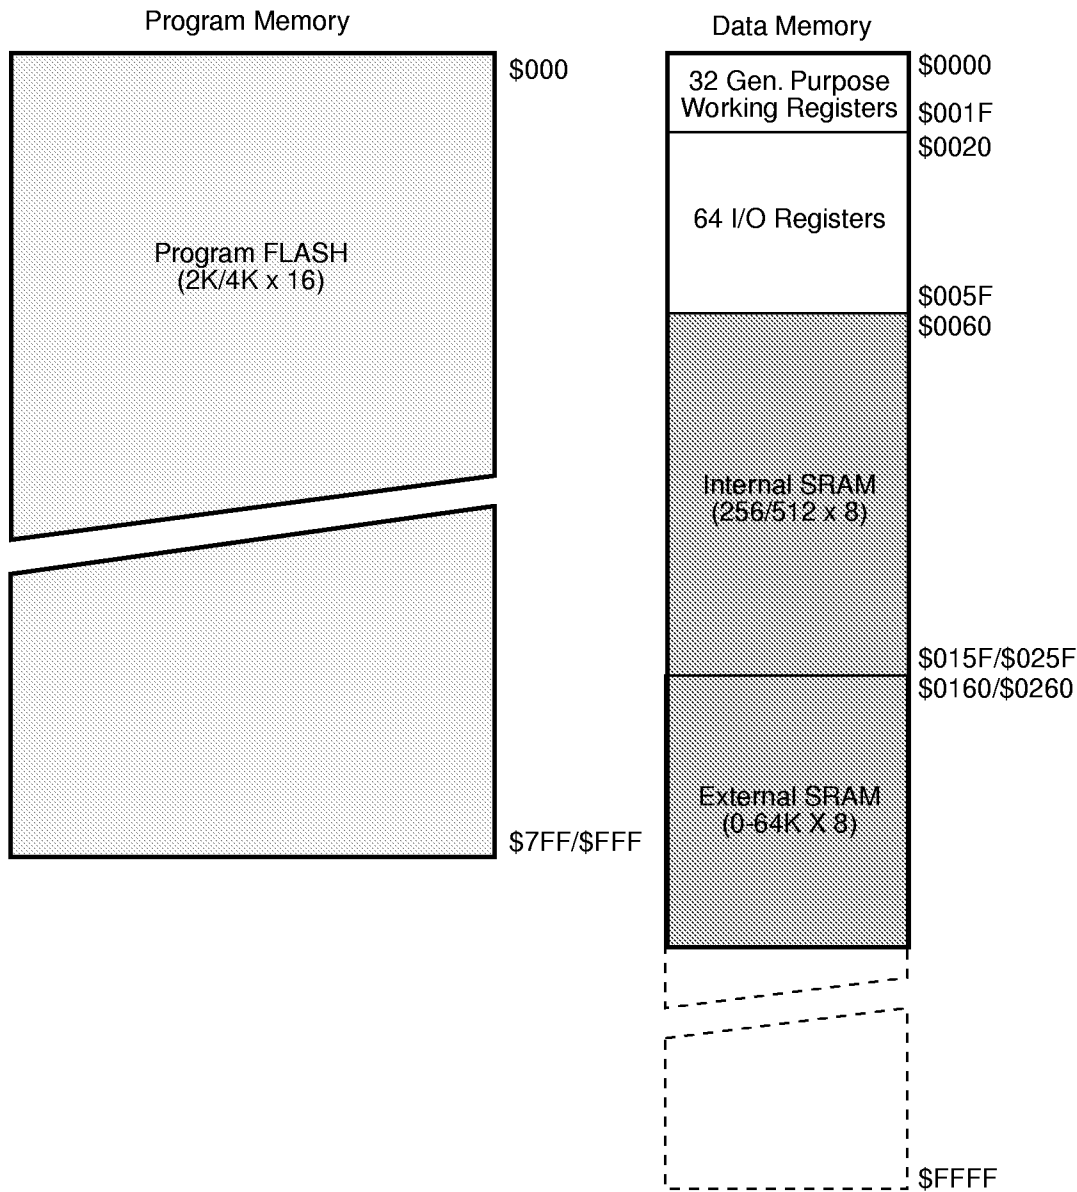 Program Memory
$000
Program FLASH
(2K/4K x 16)
$7FF/$FFF
Data Memory
$0000
32 Gen. Purpose
Working Registers
$001F
$0020
64 I/O Registers
$005F
$0060
Internal SRAM
(256/512 x 8)
$015F/$025F
$0160/$0260
External SRAM
(0-64K X 8)
$FFFF